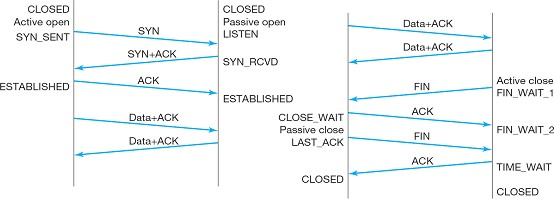 CLOSED
Active open
SYN_SENT
SYN
CLOSED
Passive open
LISTEN
SYN+ACK
SYN_RCVD
ESTABLISHED
ACK
ESTABLISHED
Data+ACK
Data+ACK
Data+ACK
Data+ACK
FIN
Active close
FIN_WAIT_1
CLOSE_WAIT
Passive close
LAST_ACK
ACK
FIN_WAIT_2
FIN
ACK
TIME_WAIT
CLOSED
CLOSED